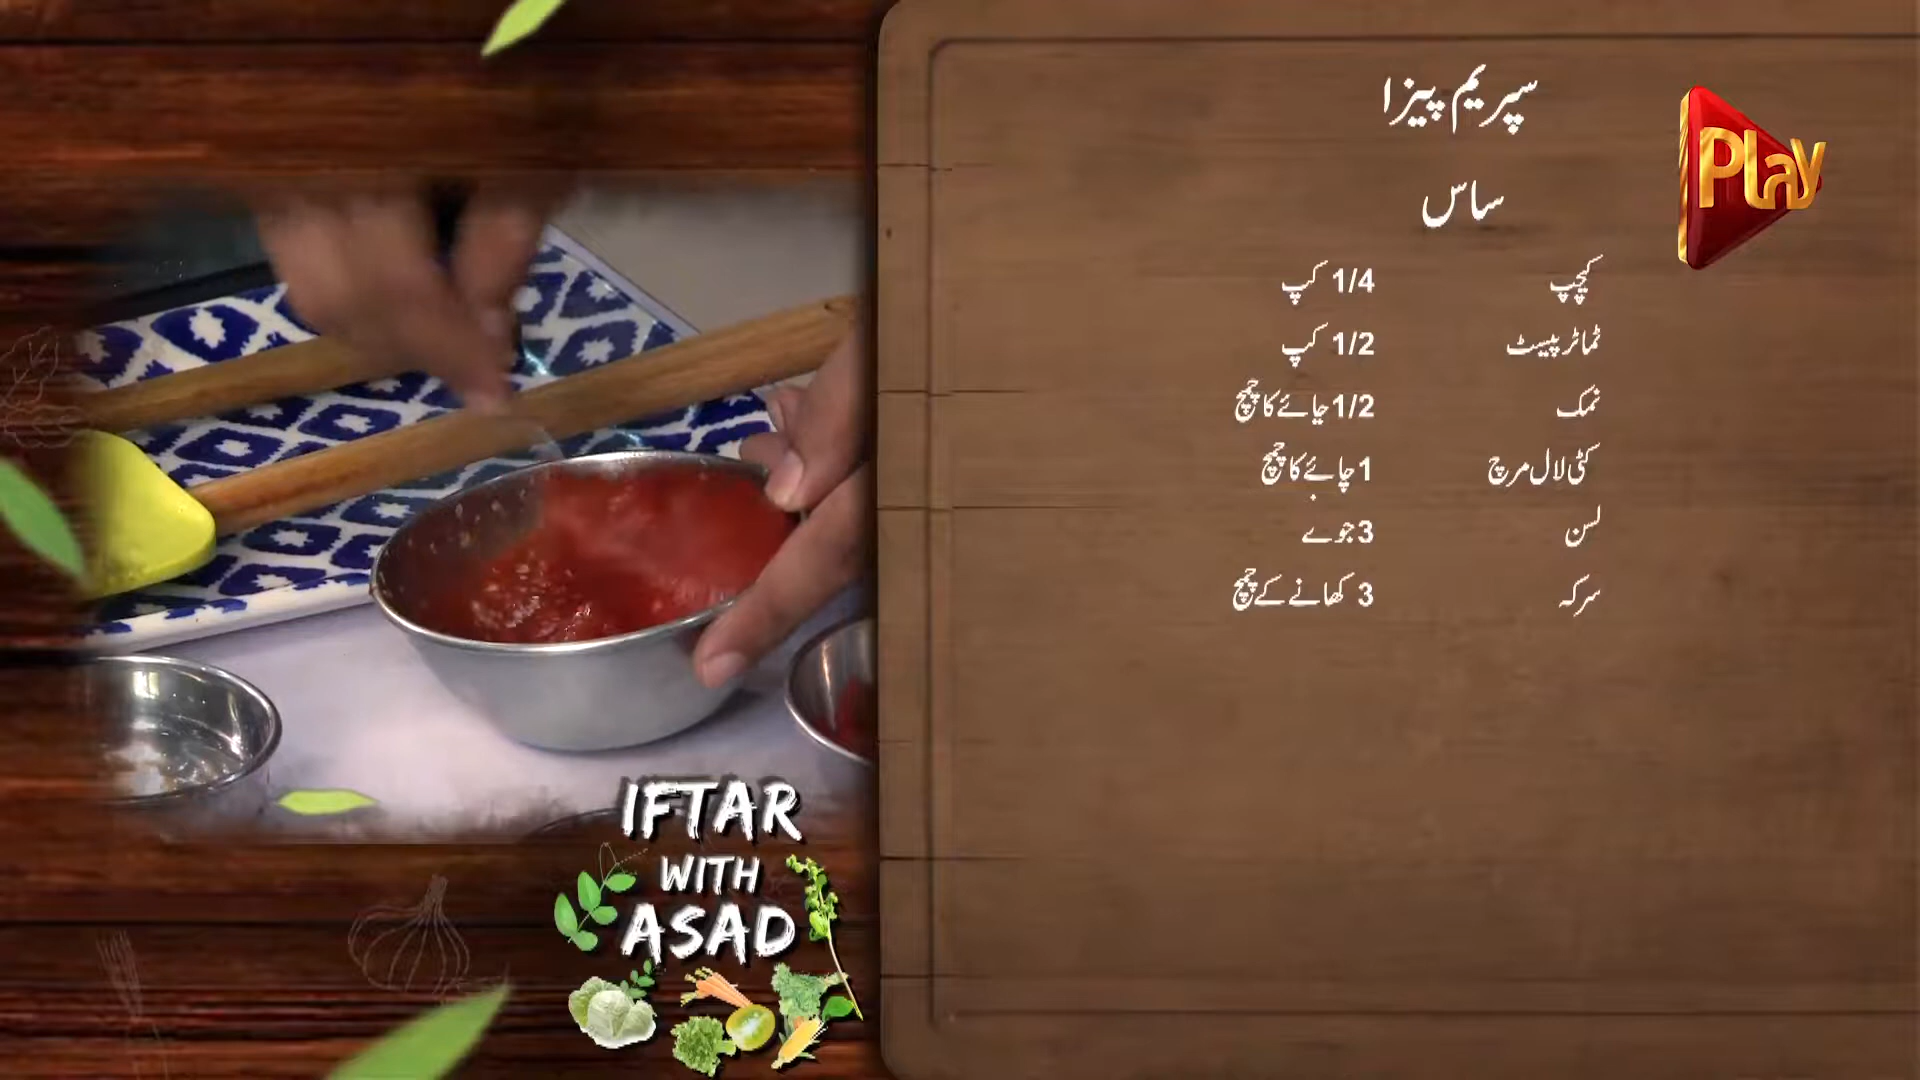 سپریم پیزا
Play
ساس
کیچپ 1/4 کپ
ٹماٹر پیسٹ 1/2 کپ
نمک 1/2 چائے کا چمچ
کٹی لال مرچ 1 چائے کا چمچ
لسن 3 جوے
سرکہ 3 کھانے کے چمچ
IFTAR
WITH
ASAD